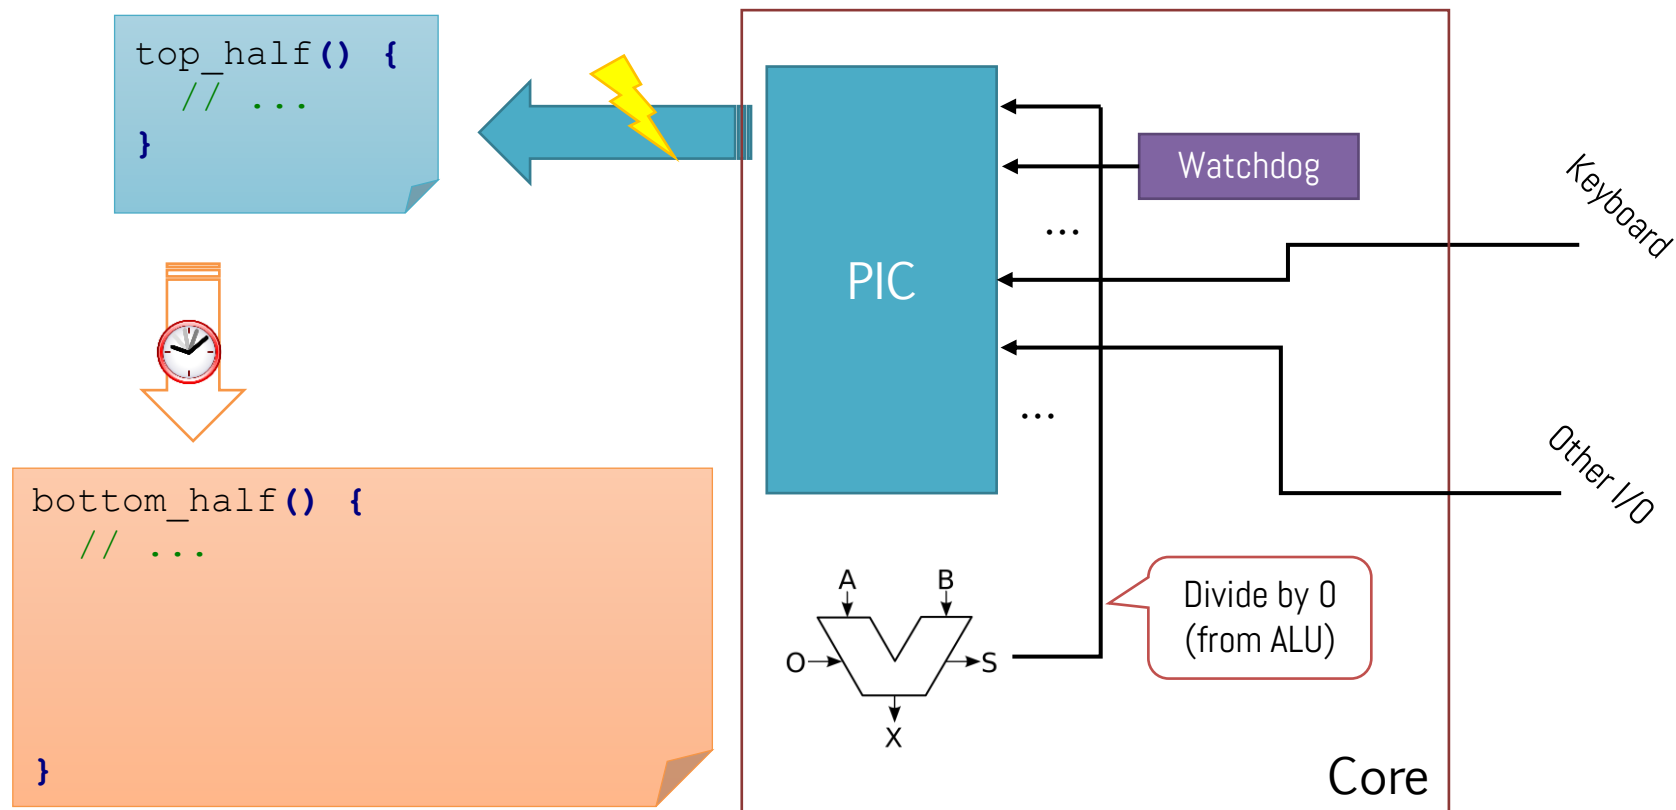 top_half() {
// ...
}
bottom_half() {
// ...
}
PIC
Watchdog
...
...
Keyboard
Other I/O
A
B
O
S
X
Divide by 0
(from ALU)
Core